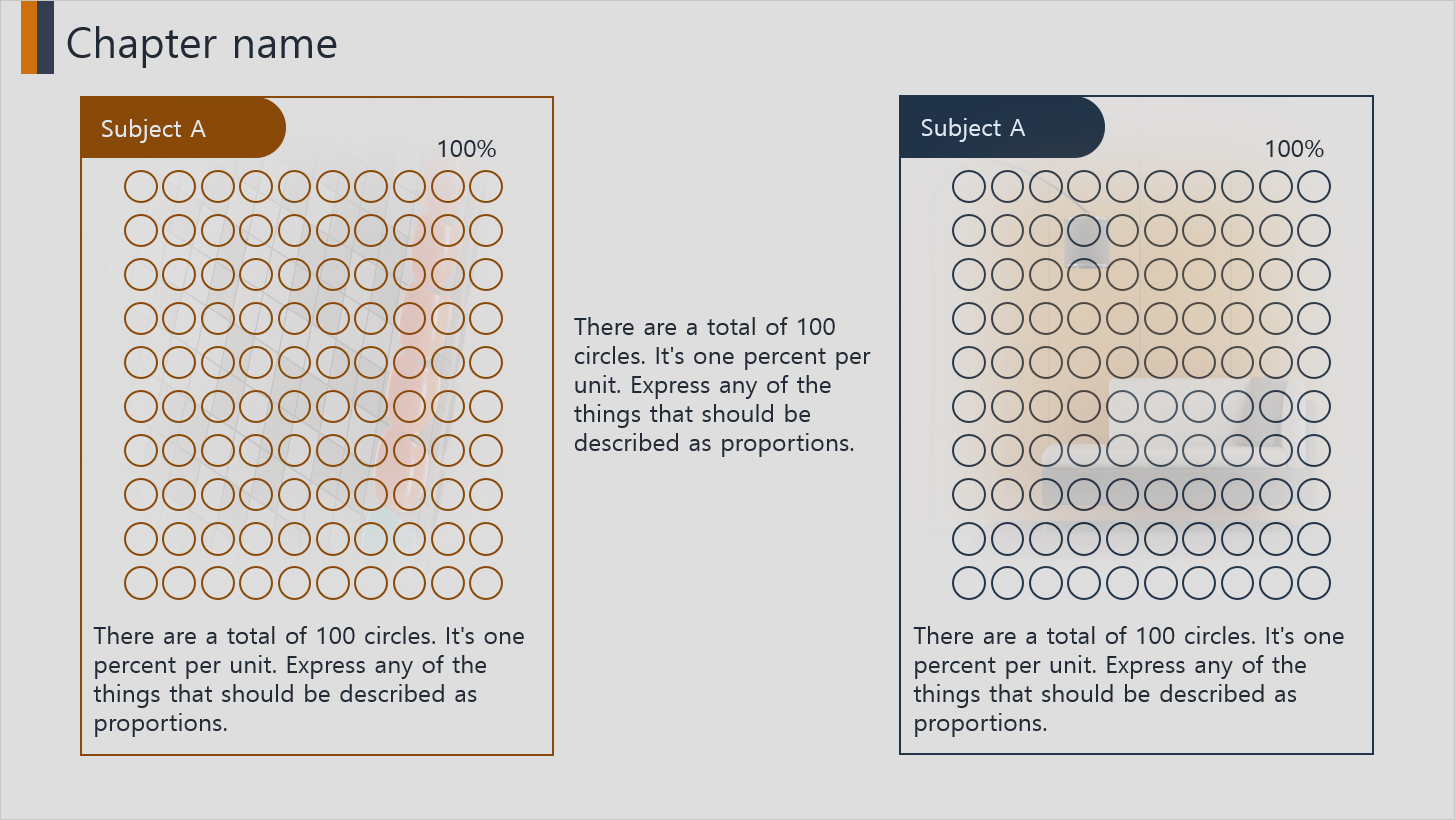 Chapter name
Subject A
100%
There are a total of 100 circles. It's one
percent per unit. Express any of the
things that should be described as
proportions.
There are a total of 100
circles. It's one percent per
unit. Express any of the
things that should be
described as proportions.
Subject A
100%
There are a total of 100 circles. It's one
percent per unit. Express any of the
things that should be described as
proportions.